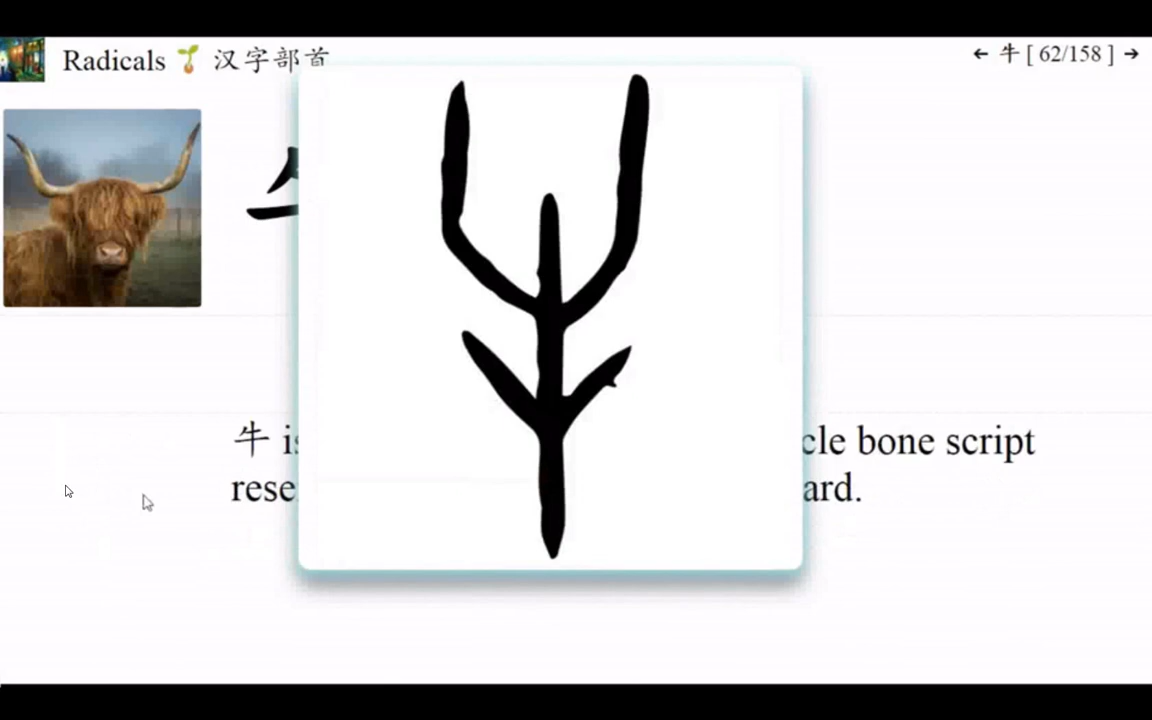 Radicals 🌱 汉字部首
← 牛 [ 62/158 ] →
牛 is
cle bone script
rese
ard.